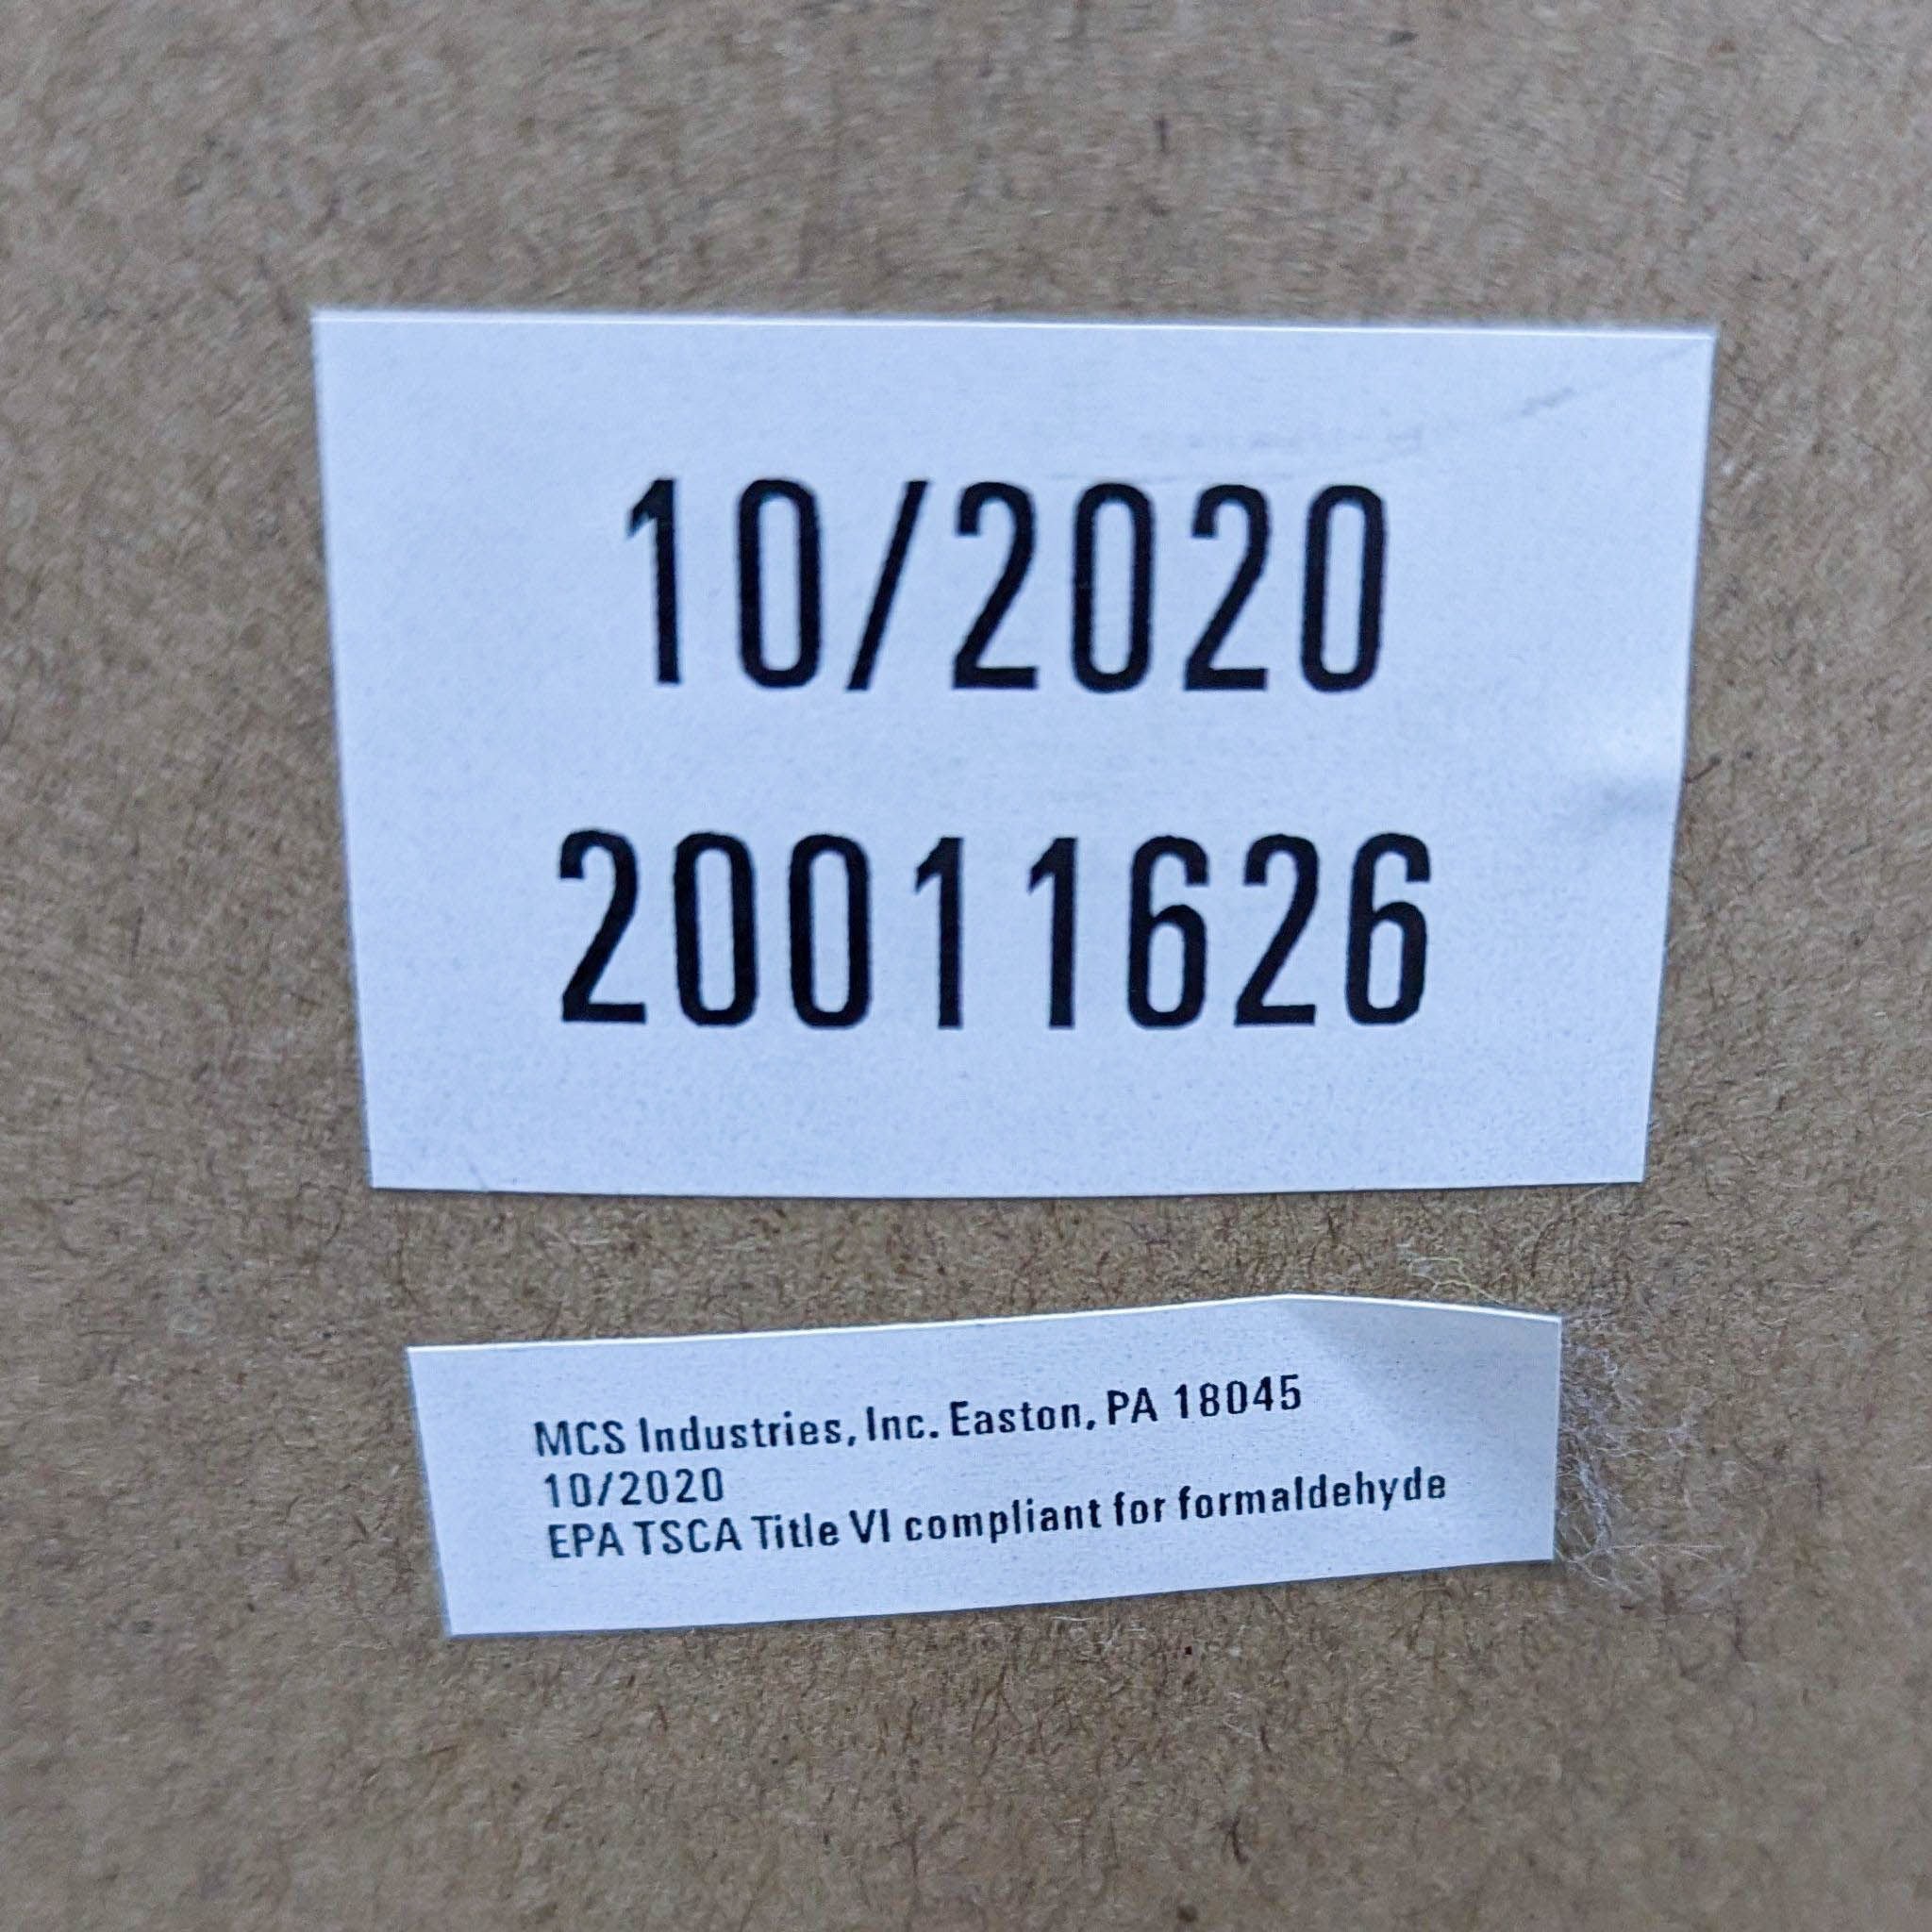 10/2020
20011626
MCS Industries, Inc. Easton, PA 18045
10/2020
EPA TSCA Title VI compliant for formaldehyde